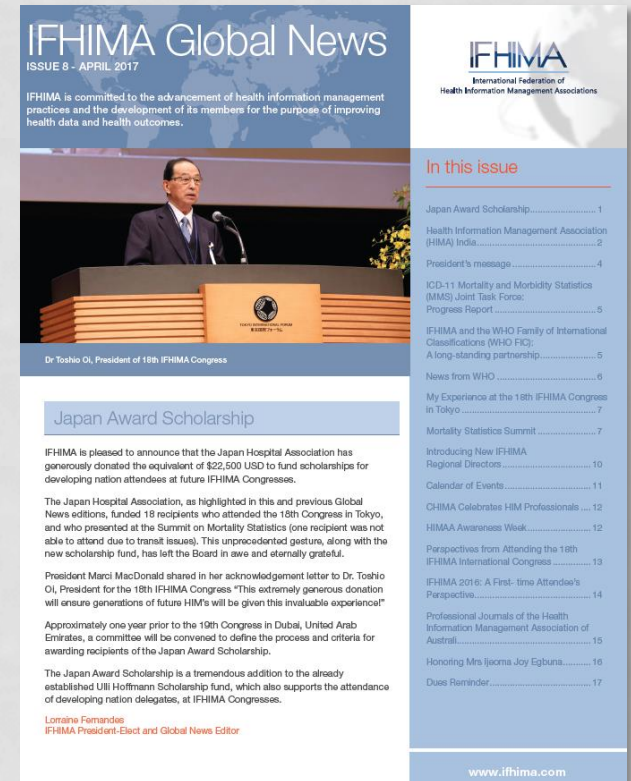 IFHIMA Global News
ISSUE 8 - APRIL 2017
IFHIMA is committed to the advancement of health information management
practices and the development of its members for the purpose of improving
health data and health outcomes.
IFHIMA
International Federation of
Health Information Management Associations
TOKYO INTERNATIONAL FORUM
東京国際フォーラム
Dr Toshio Oi, President of 18th IFHIMA Congress
Japan Award Scholarship
IFHIMA is pleased to announce that the Japan Hospital Association has
generously donated the equivalent of $22,500 USD to fund scholarships for
developing nation attendees at future IFHIMA Congresses.
The Japan Hospital Association, as highlighted in this and previous Global
News editions, funded 18 recipients who attended the 18th Congress in Tokyo,
and who presented at the Summit on Mortality Statistics (one recipient was not
able to attend due to transit issues). This unprecedented gesture, along with the
new scholarship fund, has left the Board in awe and eternally grateful.
President Marci MacDonald shared in her acknowledgement letter to Dr. Toshio
Oi, President for the 18th IFHIMA Congress “This extremely generous donation
will ensure generations of future HIM’s will be given this invaluable experience!”
Approximately one year prior to the 19th Congress in Dubai, United Arab
Emirates, a committee will be convened to define the process and criteria for
awarding recipients of the Japan Award Scholarship.
The Japan Award Scholarship is a tremendous addition to the already
established Ulli Hoffmann Scholarship fund, which also supports the attendance
of developing nation delegates, at IFHIMA Congresses.
Lorraine Fernandes
IFHIMA President-Elect and Global News Editor
In this issue
Japan Award Scholarship.........................1
Health Information Management Association
(HIMA) India.............................................2
President’s message................................4
ICD-11 Mortality and Morbidity Statistics
(MMS) Joint Task Force:
Progress Report.......................................5
IFHIMA and the WHO Family of International
Classifications (WHO FIC):
A long-standing partnership.....................5
News from WHO......................................6
My Experience at the 18th IFHIMA Congress
in Tokyo...................................................7
Mortality Statistics Summit......................7
Introducing New IFHIMA
Regional Directors..................................10
Calendar of Events.................................11
CHIMA Celebrates HIM Professionals....12
HIMAA Awareness Week........................12
Perspectives from Attending the 18th
IFHIMA International Congress..............13
IFHIMA 2016: A First- time Attendee’s
Perspective.............................................14
Professional Journals of the Health
Information Management Association of
Australi....................................................15
Honoring Mrs Ijeoma Joy Egbuna..........16
Dues Reminder.......................................17
www.ifhima.com